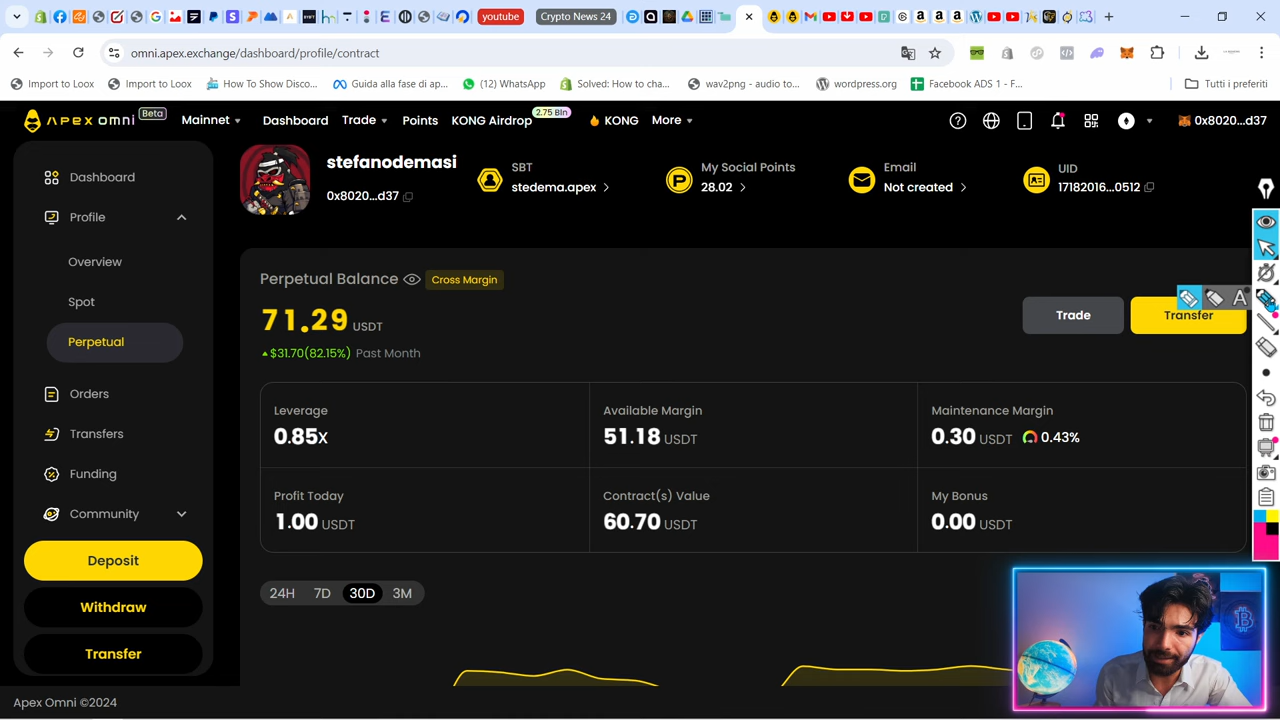 youtube
Crypto News 24
omni.apex.exchange/dashboard/profile/contract
Import to Loox
Import to Loox
How To Show Disco...
Guida alla fase di ap...
(12) WhatsApp
Solved: How to cha...
wav2png - audio to...
wordpress.org
Facebook ADS 1 - F...
Tutti i preferiti
APEX OMNI
Beta
Mainnet
Dashboard
Trade
Points
KONG Airdrop
2.75 Bln
KONG
More
0x8020...d37
Dashboard
Profile
Overview
Spot
Perpetual
Orders
Transfers
Funding
Community
Deposit
Withdraw
Transfer
stefanodemasi
0x8020...d37
SBT
stedema.apex
My Social Points
28.02
Email
Not created
UID
17182016...0512
Perpetual Balance
Cross Margin
71.29 USDT
$31.70(82.15%) Past Month
Trade
Transfer
A
Leverage
0.85X
Available Margin
51.18 USDT
Maintenance Margin
0.30 USDT 0.43%
Profit Today
1.00 USDT
Contract(s) Value
60.70 USDT
My Bonus
0.00 USDT
24H 7D 30D 3M
Apex Omni ©2024